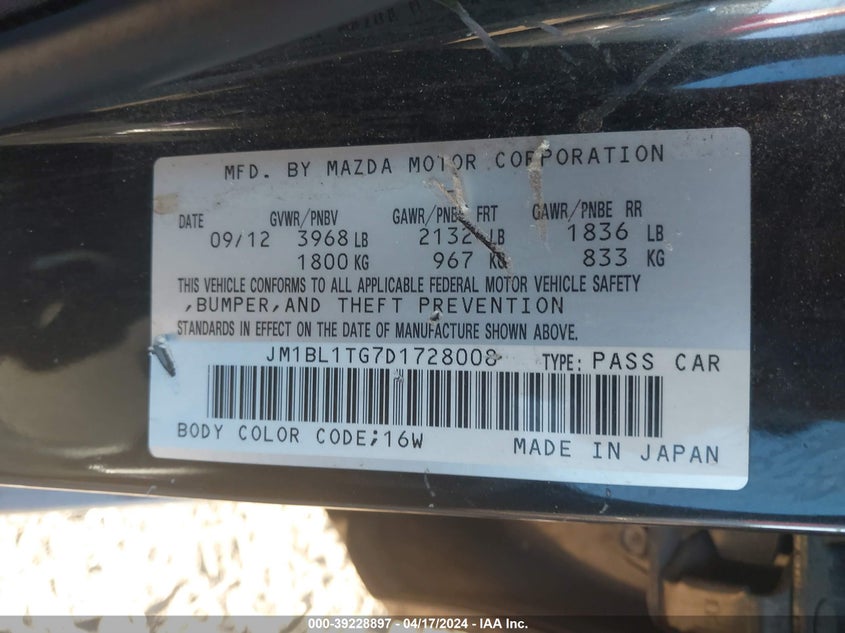 MFD. BY MAZDA MOTOR CORPORATION
DATE GVWR/PNBV GAWR/PNBE FRT GAWR/PNBE RR
09/12 3968 LB 2132 LB 1836 LB
1800 KG 967 KG 833 KG
THIS VEHICLE CONFORMS TO ALL APPLICABLE FEDERAL MOTOR VEHICLE SAFETY
,BUMPER,AND THEFT PREVENTION
STANDARDS IN EFFECT ON THE DATE OF MANUFACTURE SHOWN ABOVE.
JM1BL1TG7D1728008 TYPE: PASS CAR
BODY COLOR CODE;16W MADE IN JAPAN
000-39228897 - 04/17/2024 - IAA Inc.